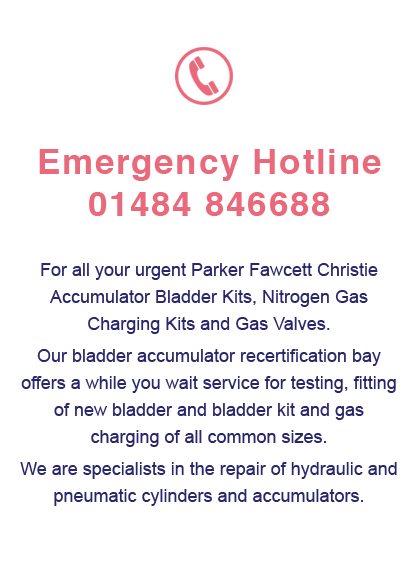 Emergency Hotline
01484 846688
For all your urgent Parker Fawcett Christie
Accumulator Bladder Kits, Nitrogen Gas
Charging Kits and Gas Valves.
Our bladder accumulator recertification bay
offers a while you wait service for testing, fitting
of new bladder and bladder kit and gas
charging of all common sizes.
We are specialists in the repair of hydraulic and
pneumatic cylinders and accumulators.